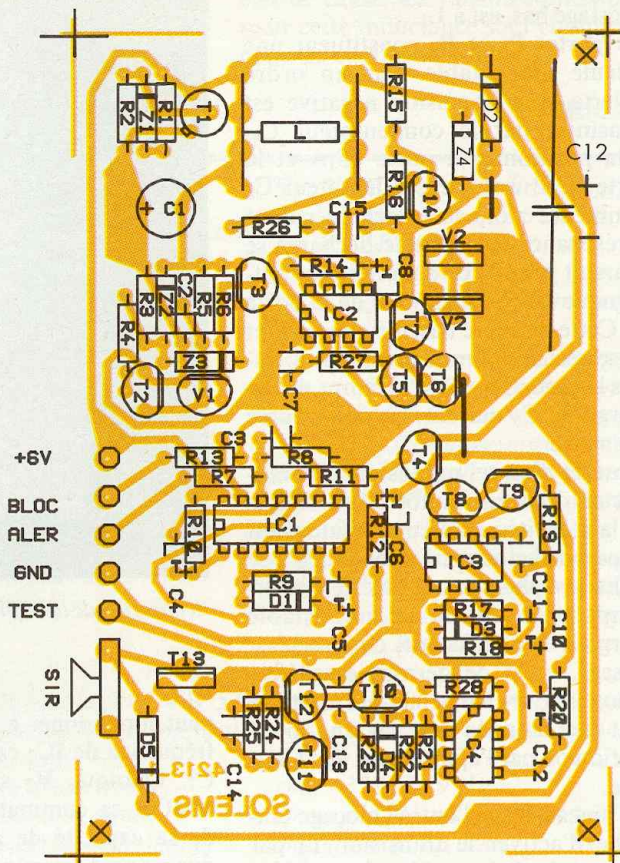 R2
Z1
R1
T1
L
R15
D2
Z4
C12
+
-
R16
T14
+ C1
R26
C15
V2
R14
C8
R3
Z2
C2
R5
R6
T3
IC2
T7
V2
R4
Z3
R27
T2
V1
C7
T5
T6
C3
+6V
R13
R8
T4
R7
R11
BLOC
T8
T9
ALER
R10
IC1
R12
C6
R19
IC3
GND
C4
R9
C11
TEST
D1
C5
R17
D3
C10
R18
SIR
T13
T12
T10
R28
R20
R25
R24
D5
C14
T11
C13
R23
D4
R22
R21
IC4
C12
4213_
SOLEMS